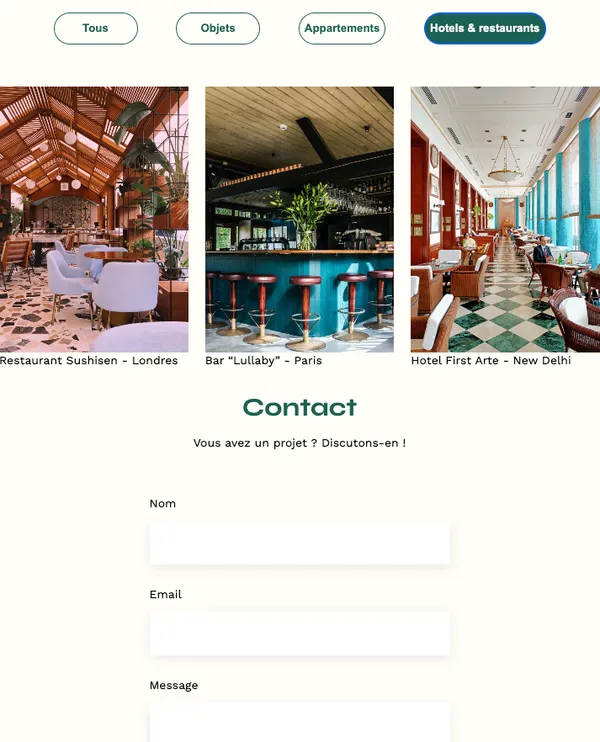 Tous
Objets
Appartements
Hotels & restaurants
Restaurant Sushisen - Londres
Bar “Lullaby” - Paris
Hotel First Arte - New Delhi
Contact
Vous avez un projet ? Discutons-en !
Nom
Email
Message